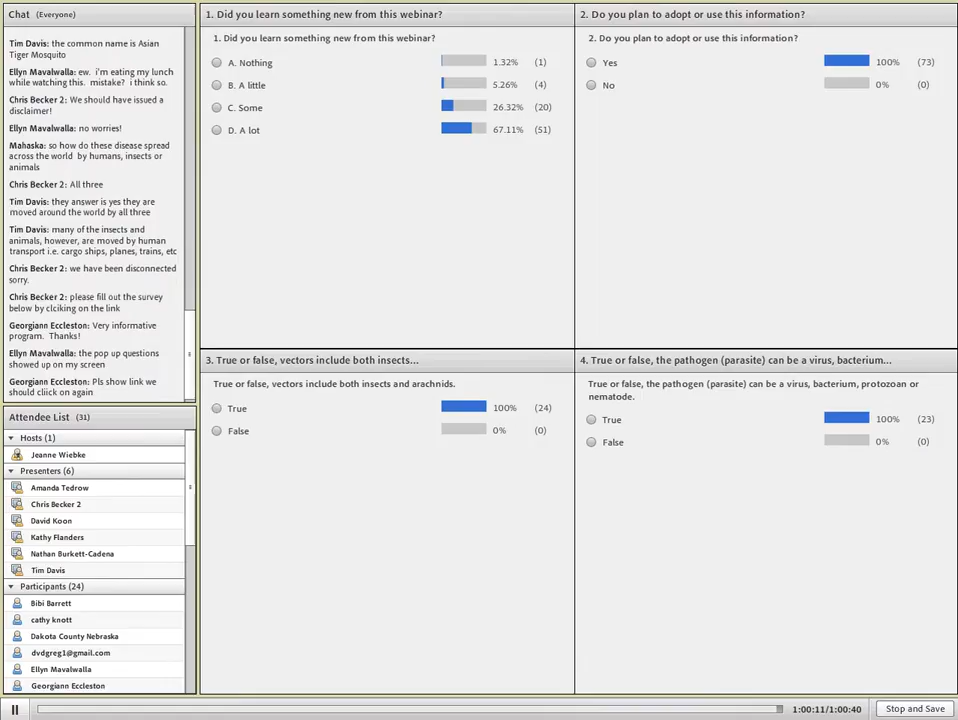 Chat (Everyone)
Tim Davis: the common name is Asian
Tiger Mosquito
Ellyn Mavalwalla: ew. i'm eating my lunch
while watching this. mistake? i think so.
Chris Becker 2: We should have issued a
disclaimer!
Ellyn Mavalwalla: no worries!
Mahaska: so how do these disease spread
across the world by humans, insects or
animals
Chris Becker 2: All three
Tim Davis: they answer is yes they are
moved around the world by all three
Tim Davis: many of the insects and
animals, however, are moved by human
transport i.e. cargo ships, planes, trains, etc
Chris Becker 2: we have been disconnected
sorry.
Chris Becker 2: please fill out the survey
below by clciking on the link
Georgiann Eccleston: Very informative
program. Thanks!
Ellyn Mavalwalla: the pop up questions
showed up on my screen
Georgiann Eccleston: Pls show link we
should cliick on again
Attendee List (31)
Hosts (1)
Jeanne Wiebke
Presenters (6)
Amanda Tedrow
Chris Becker 2
David Koon
Kathy Flanders
Nathan Burkett-Cadena
Tim Davis
Participants (24)
Bibi Barrett
cathy knott
Dakota County Nebraska
dvdgreg1@gmail.com
Ellyn Mavalwalla
Georgiann Eccleston
1. Did you learn something new from this webinar?
1. Did you learn something new from this webinar?
A. Nothing 1.32% (1)
B. A little 5.26% (4)
C. Some 26.32% (20)
D. A lot 67.11% (51)
2. Do you plan to adopt or use this information?
2. Do you plan to adopt or use this information?
Yes 100% (73)
No 0% (0)
3. True or false, vectors include both insects...
True or false, vectors include both insects and arachnids.
True 100% (24)
False 0% (0)
4. True or false, the pathogen (parasite) can be a virus, bacterium...
True or false, the pathogen (parasite) can be a virus, bacterium, protozoan or
nematode.
True 100% (23)
False 0% (0)
1:00:11/1:00:40
Stop and Save